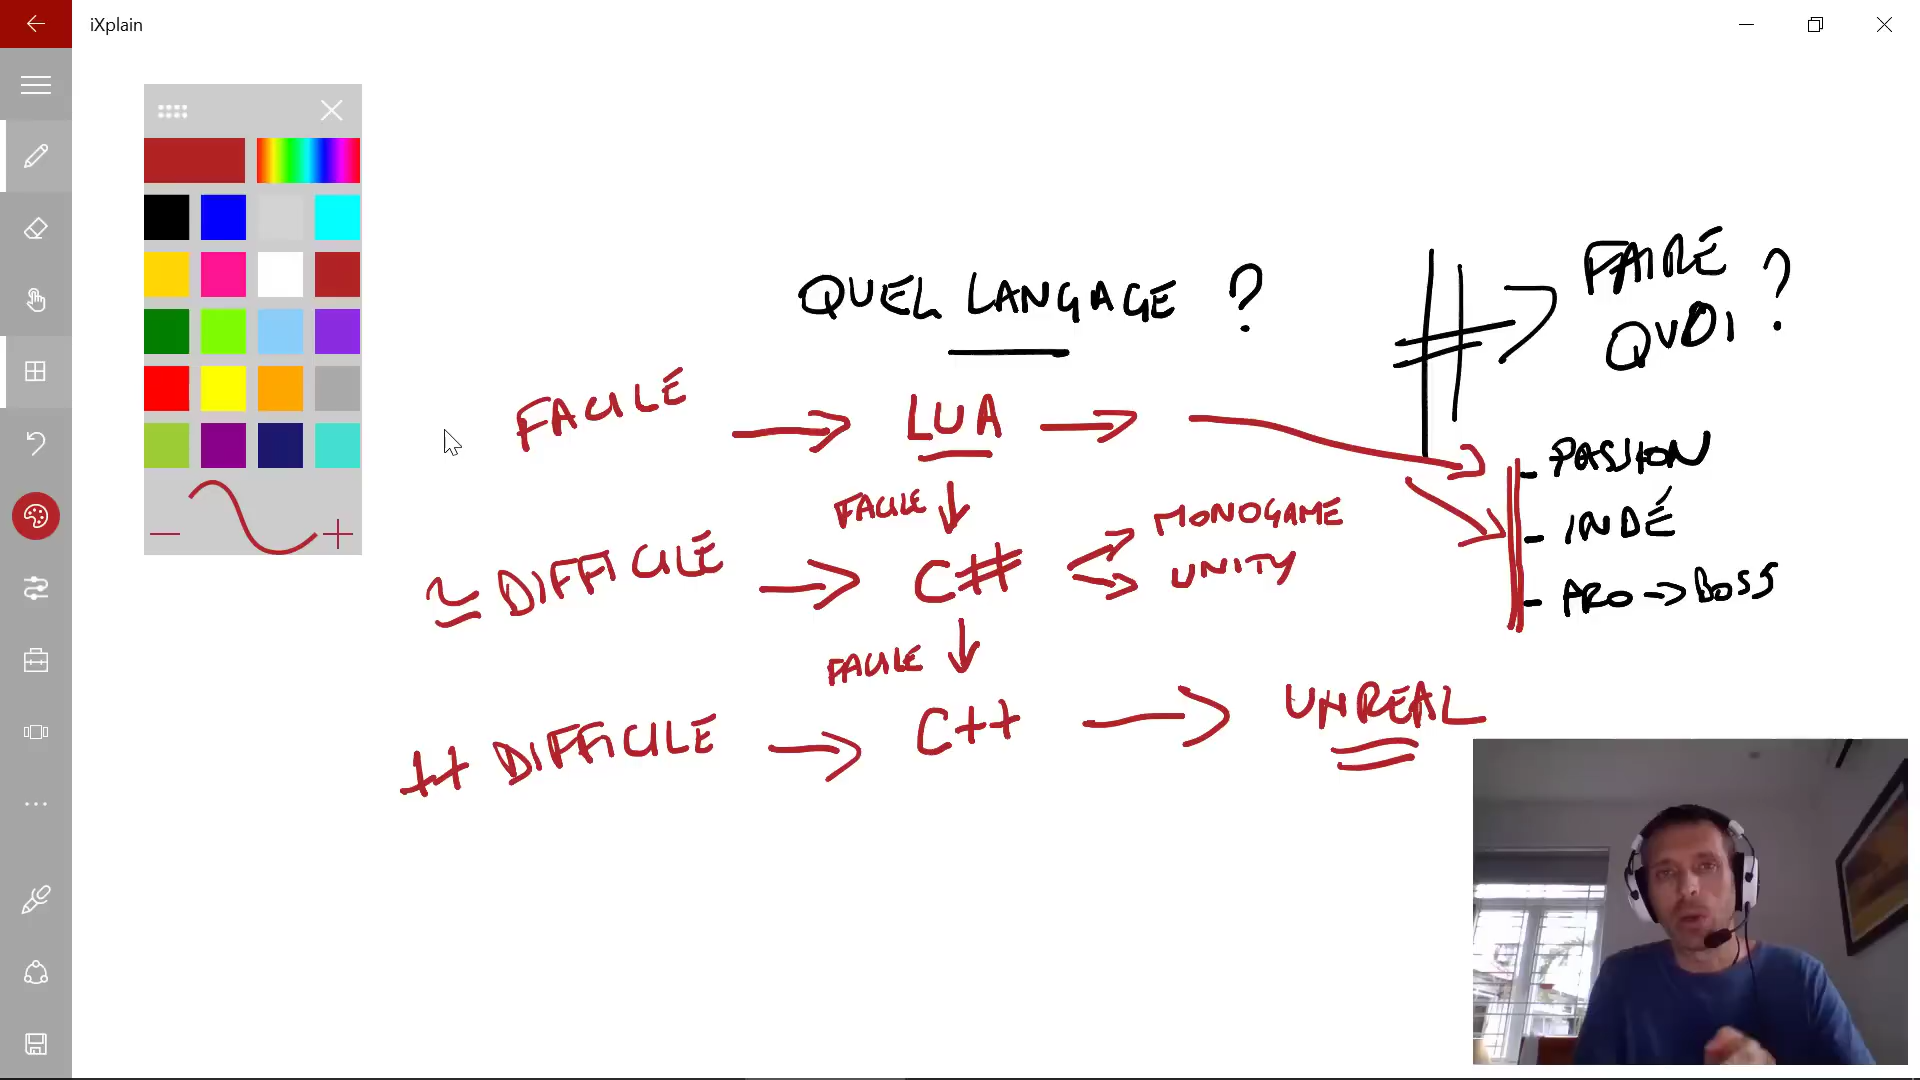 iXplain
QUEL LANGAGE ?
FAIRE
QUOI ?
FACILE → LUA →
- PASSION
FACILE ↓
MONOGAME
- INDÉ
≃ DIFFICILE → C#
UNITY
- PRO → BOSS
FACILE ↓
++ DIFFICILE → C++ → UNREAL